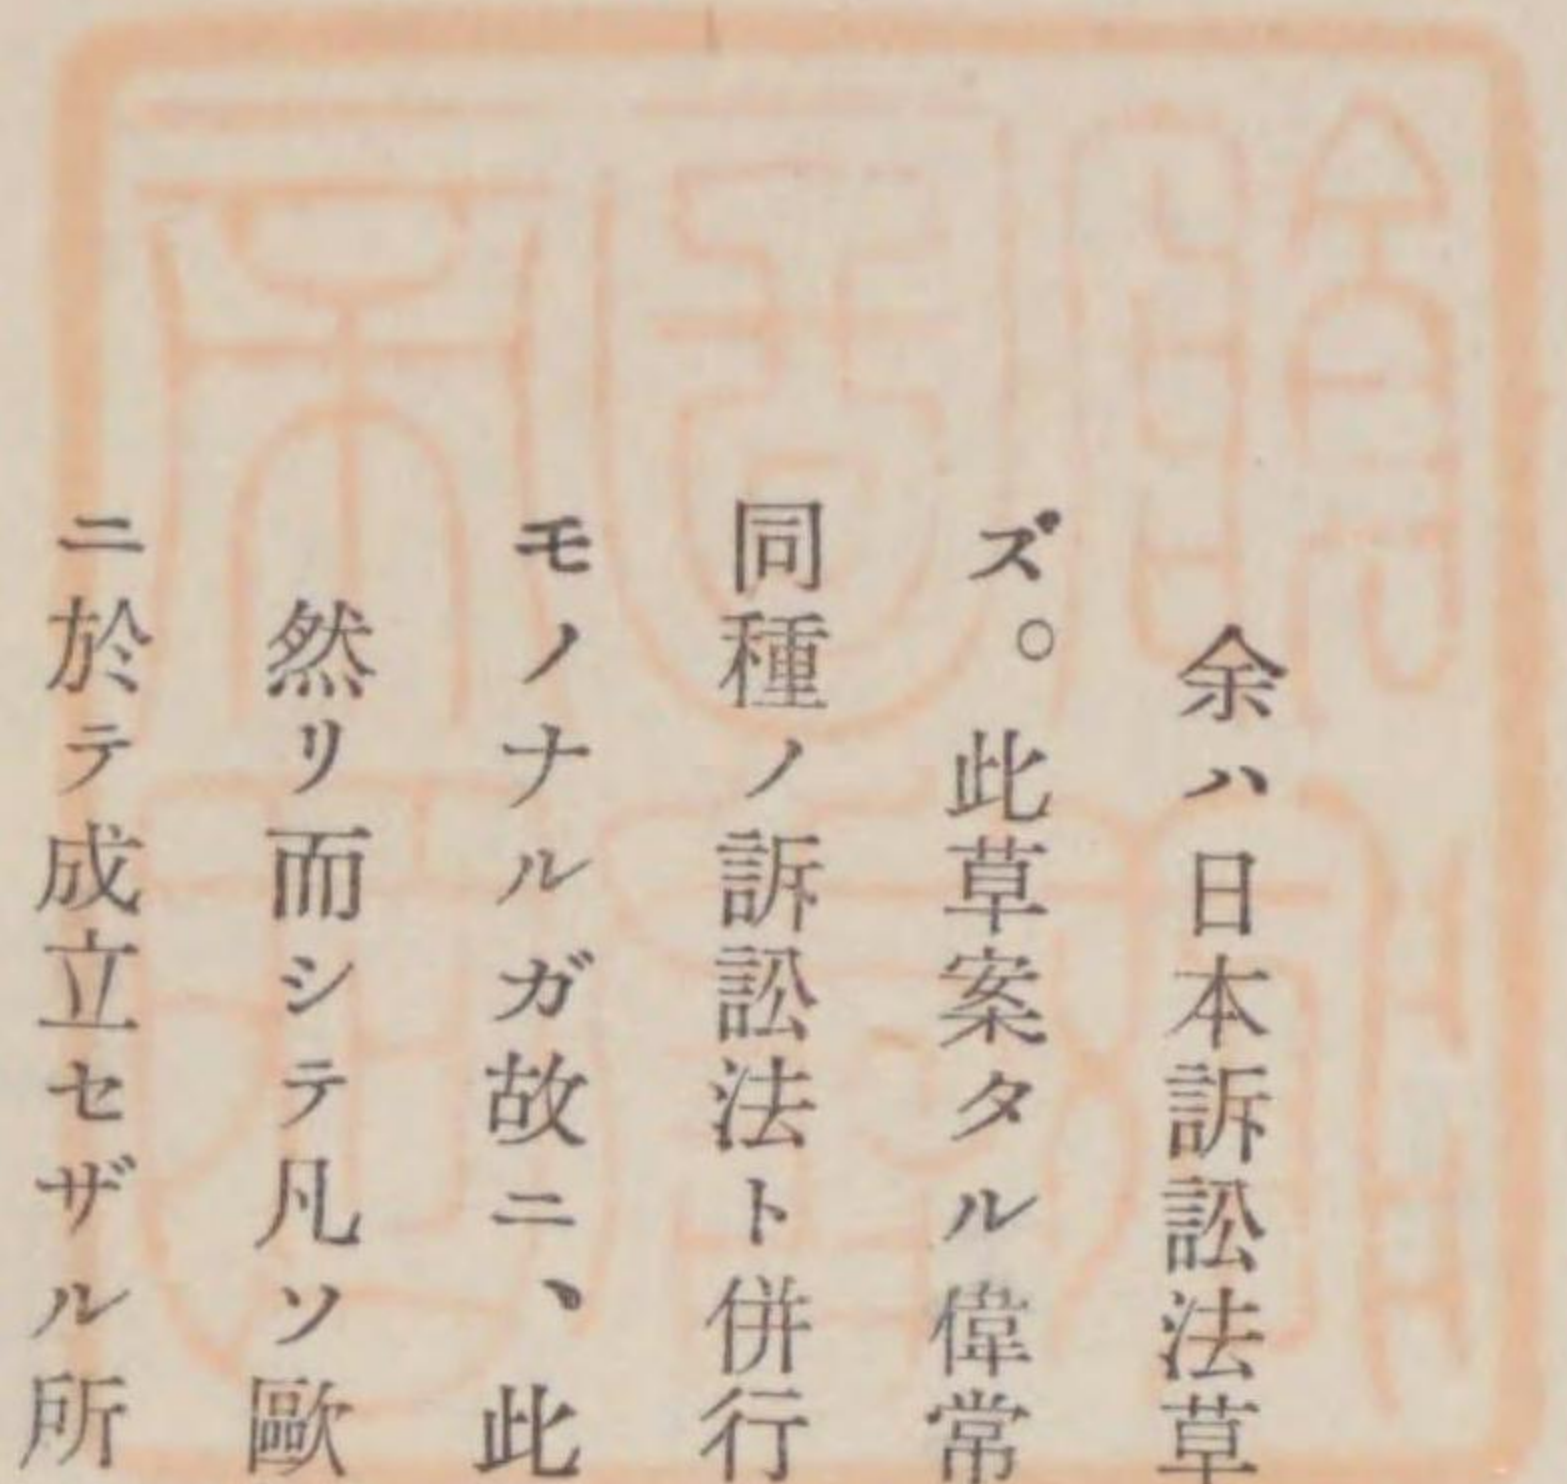 余ハ日本訴訟法草
ズ。此草案タル偉常
同種ノ訴訟法ト併行
モノナルガ故ニ、此
然リ而シテ凡ソ歐
ニ於テ成立セザル所